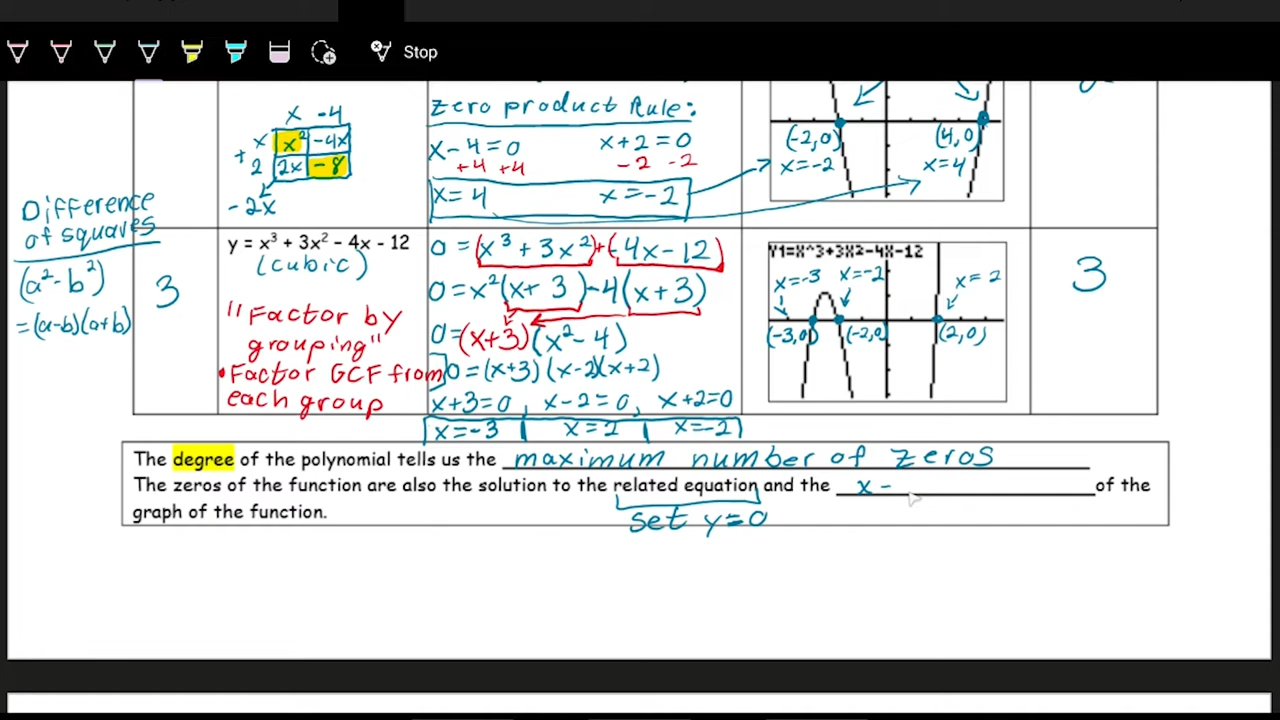 Stop
x -4
x x² -4x
+2 2x -8
-2x
Zero product Rule:
x-4=0 x+2=0
+4 +4 -2 -2
x=4 x=-2
(-2,0) (4,0)
x=-2 x=4
Difference
of squares
(a²-b²)
=(a-b)(a+b)
3
y = x³ + 3x² - 4x - 12
(cubic)
"Factor by
grouping"
•Factor GCF from
each group
0=(x³+3x²)+(-4x-12)
0=x²(x+3)-4(x+3)
0=(x+3)(x²-4)
0=(x+3)(x-2)(x+2)
x+3=0, x-2=0, x+2=0
x=-3 x=2 x=-2
Y1=X^3+3X2-4X-12
x=-3 x=-2 x=2
(-3,0) (-2,0) (2,0)
3
The degree of the polynomial tells us the maximum number of zeros
The zeros of the function are also the solution to the related equation and the x - of the
graph of the function.
set y=0